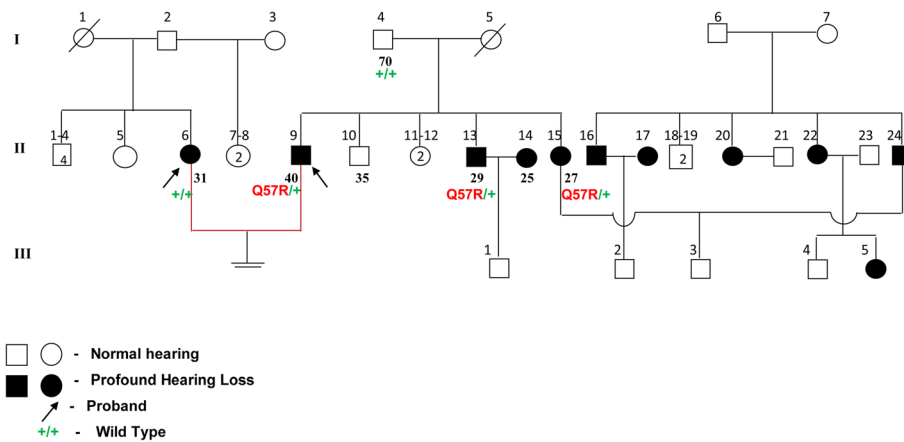 1 2 3 4 5 6 7
I
70
+/+
1-4 5 6 7-8 9 10 11-12 13 14 15 16 17 18-19 20 21 22 23 24
II
4 2 2 2
31 40 35 29 25 27
+/+ Q57R/+ Q57R/+ Q57R/+
III
1 2 3 4 5
- Normal hearing
- Profound Hearing Loss
- Proband
+/+ - Wild Type